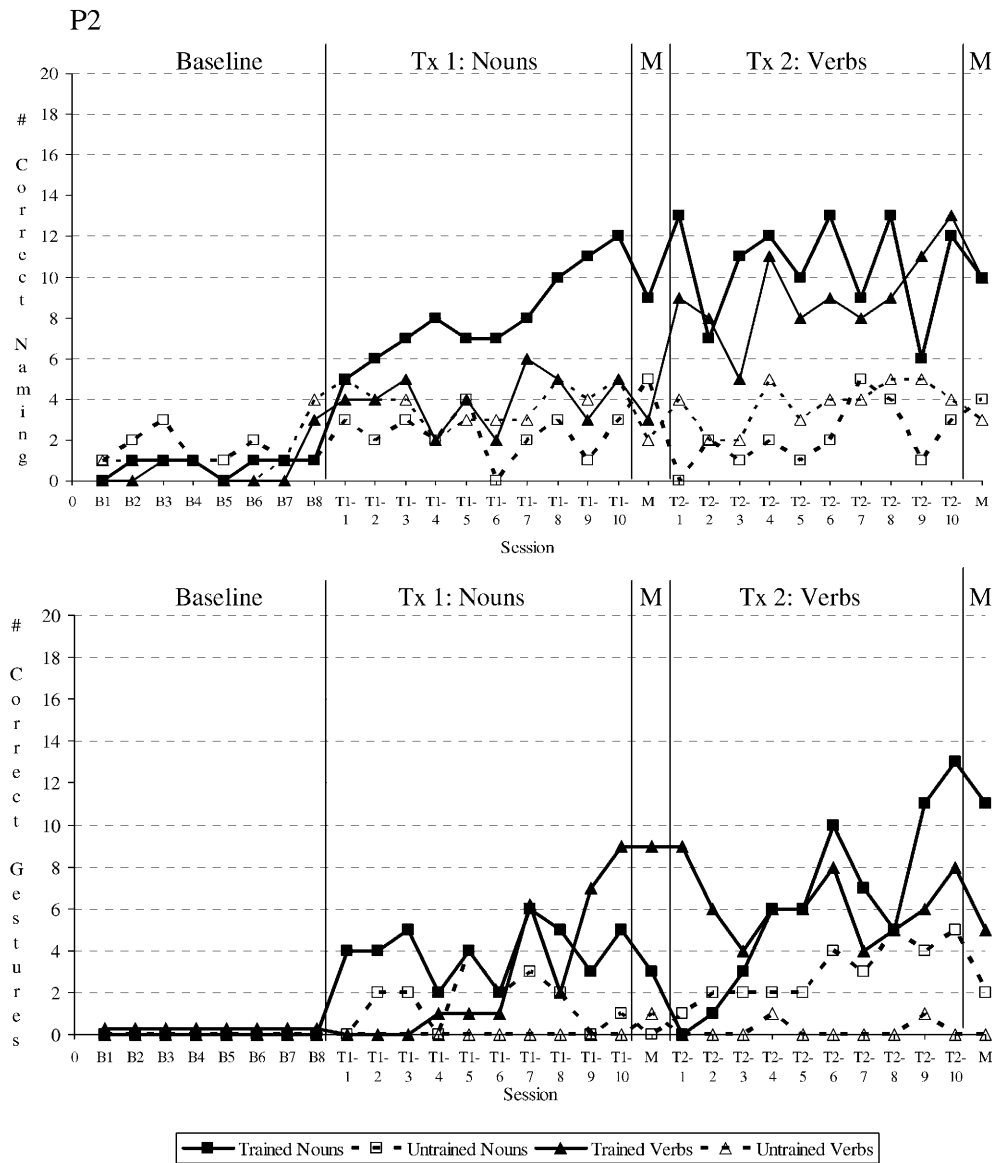 P2
Baseline Tx 1: Nouns M Tx 2: Verbs M
# Correct Naming
20
18
16
14
12
10
8
6
4
2
0
0 B1 B2 B3 B4 B5 B6 B7 B8 T1-1 T1-2 T1-3 T1-4 T1-5 T1-6 T1-7 T1-8 T1-9 T1-10 M T2-1 T2-2 T2-3 T2-4 T2-5 T2-6 T2-7 T2-8 T2-9 T2-10 M
Session
Baseline Tx 1: Nouns M Tx 2: Verbs M
# Correct Gestures
20
18
16
14
12
10
8
6
4
2
0
0 B1 B2 B3 B4 B5 B6 B7 B8 T1-1 T1-2 T1-3 T1-4 T1-5 T1-6 T1-7 T1-8 T1-9 T1-10 M T2-1 T2-2 T2-3 T2-4 T2-5 T2-6 T2-7 T2-8 T2-9 T2-10 M
Session
Trained Nouns Untrained Nouns Trained Verbs Untrained Verbs